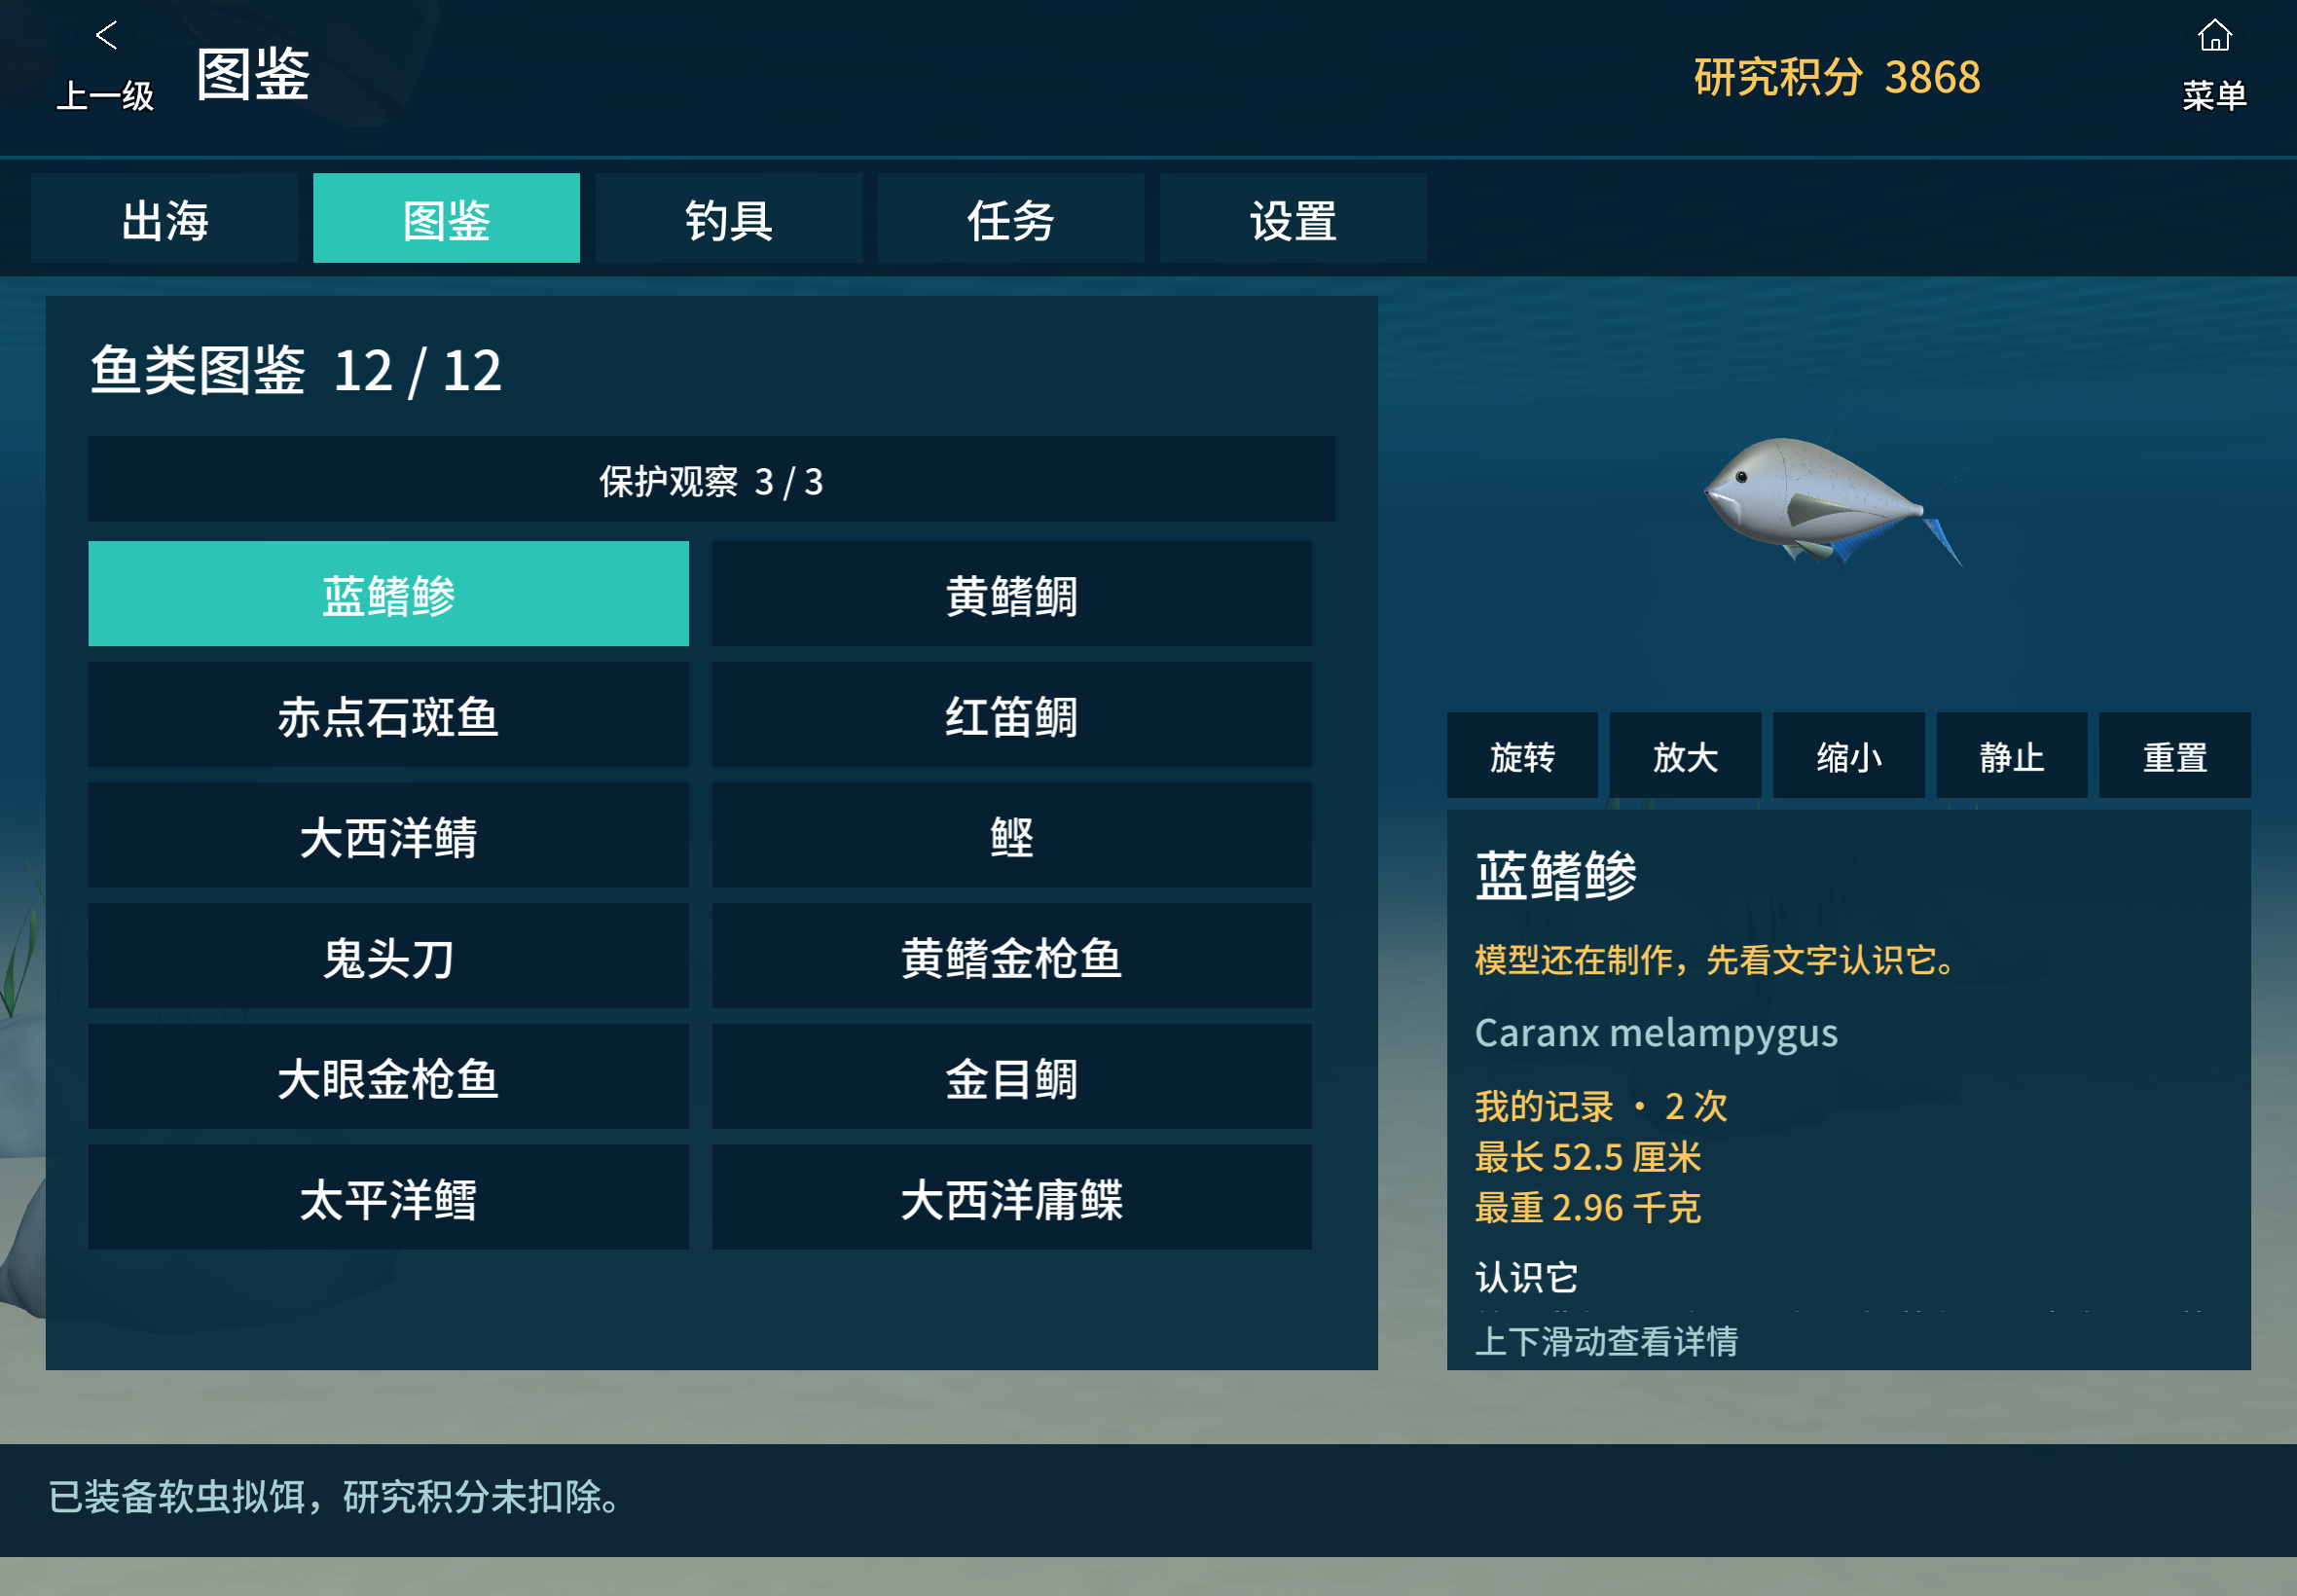 上一级
图鉴
研究积分 3868
菜单
出海
图鉴
钓具
任务
设置
鱼类图鉴 12 / 12
保护观察 3 / 3
蓝鳍鲹
黄鳍鲷
赤点石斑鱼
红笛鲷
大西洋鲭
鲣
鬼头刀
黄鳍金枪鱼
大眼金枪鱼
金目鲷
太平洋鳕
大西洋庸鲽
旋转
放大
缩小
静止
重置
蓝鳍鲹
模型还在制作，先看文字认识它。
Caranx melampygus
我的记录 · 2 次
最长 52.5 厘米
最重 2.96 千克
认识它
上下滑动查看详情
已装备软虫拟饵，研究积分未扣除。